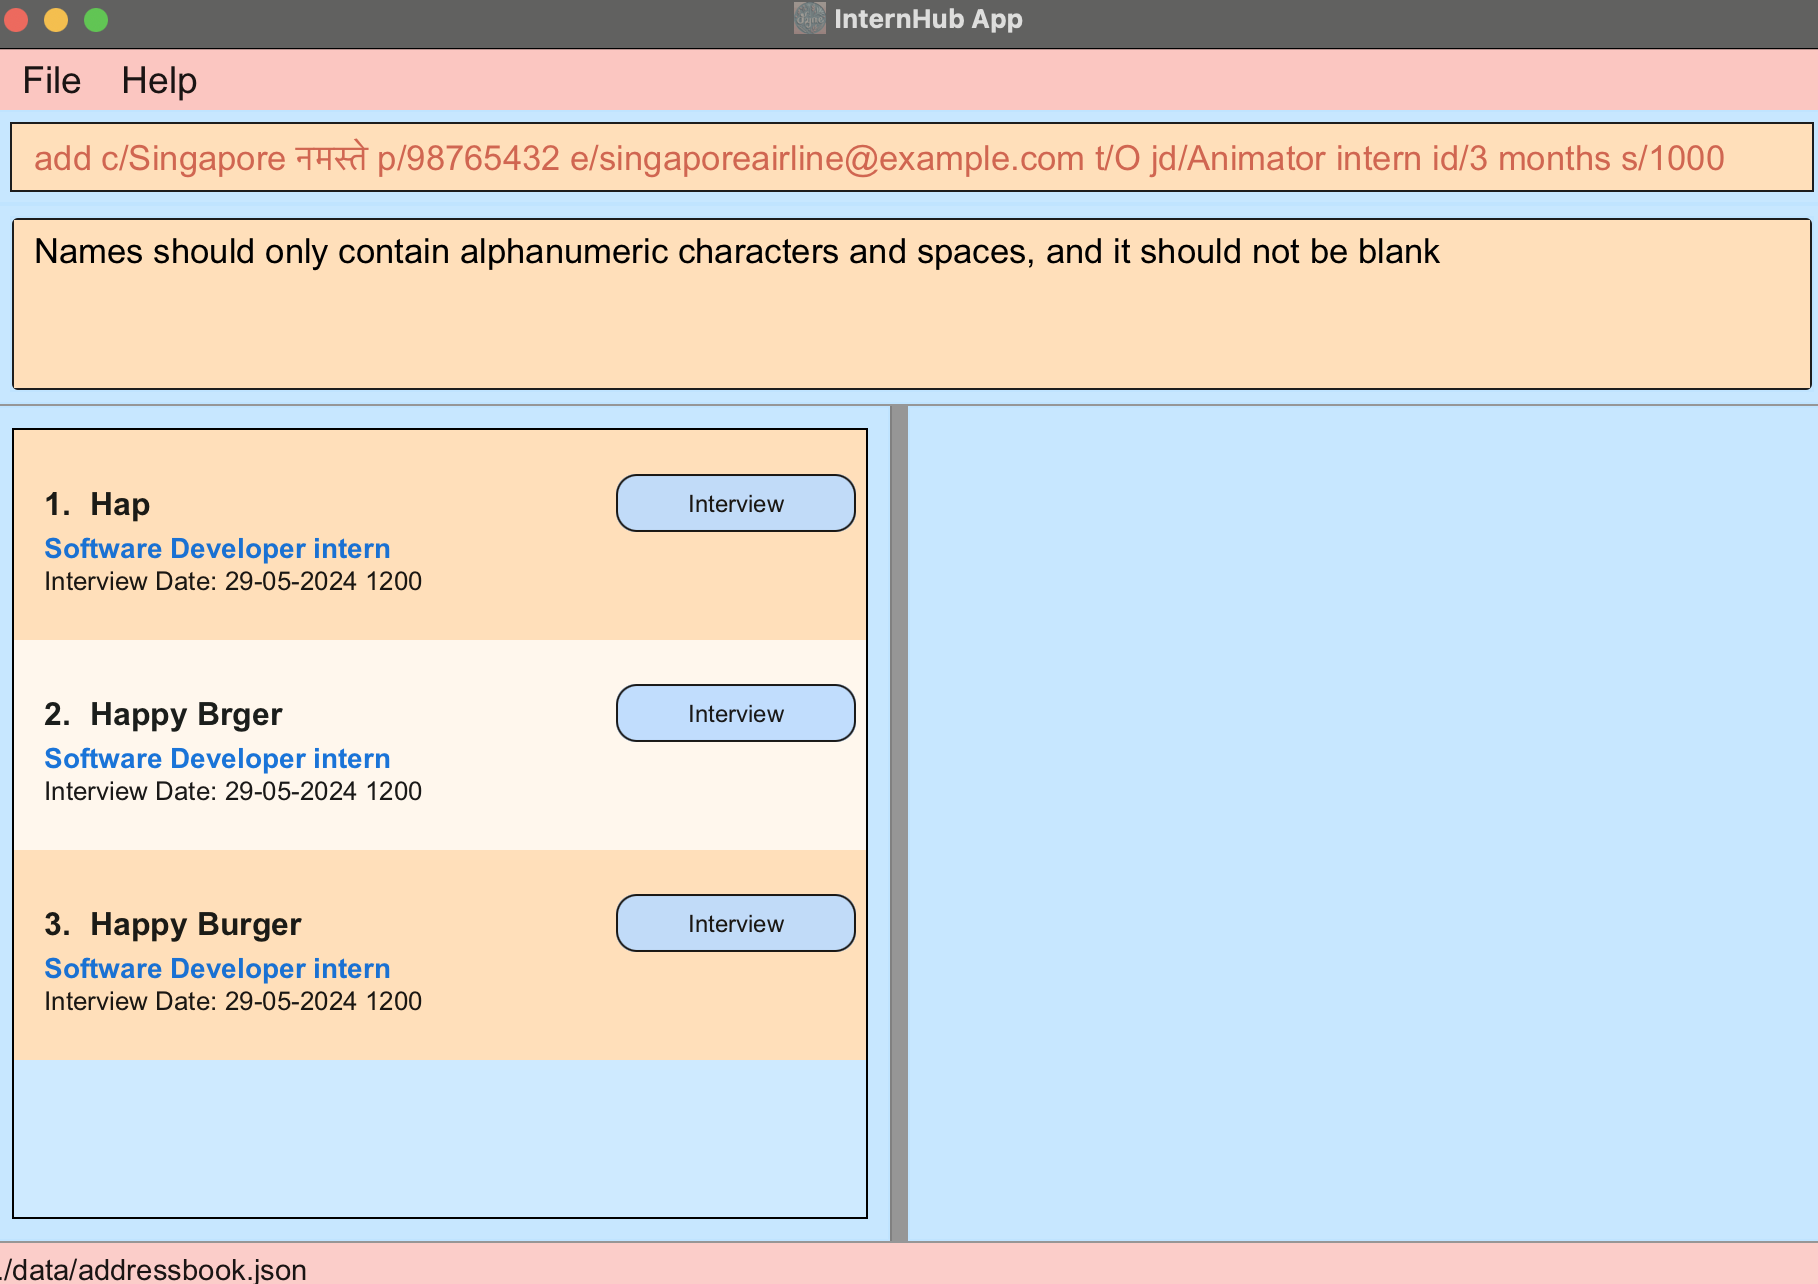 InternHub App
File Help
add c/Singapore नमस्ते p/98765432 e/singaporeairline@example.com t/O jd/Animator intern id/3 months s/1000
Names should only contain alphanumeric characters and spaces, and it should not be blank
1. Hap
Interview
Software Developer intern
Interview Date: 29-05-2024 1200
2. Happy Brger
Interview
Software Developer intern
Interview Date: 29-05-2024 1200
3. Happy Burger
Interview
Software Developer intern
Interview Date: 29-05-2024 1200
./data/addressbook.json